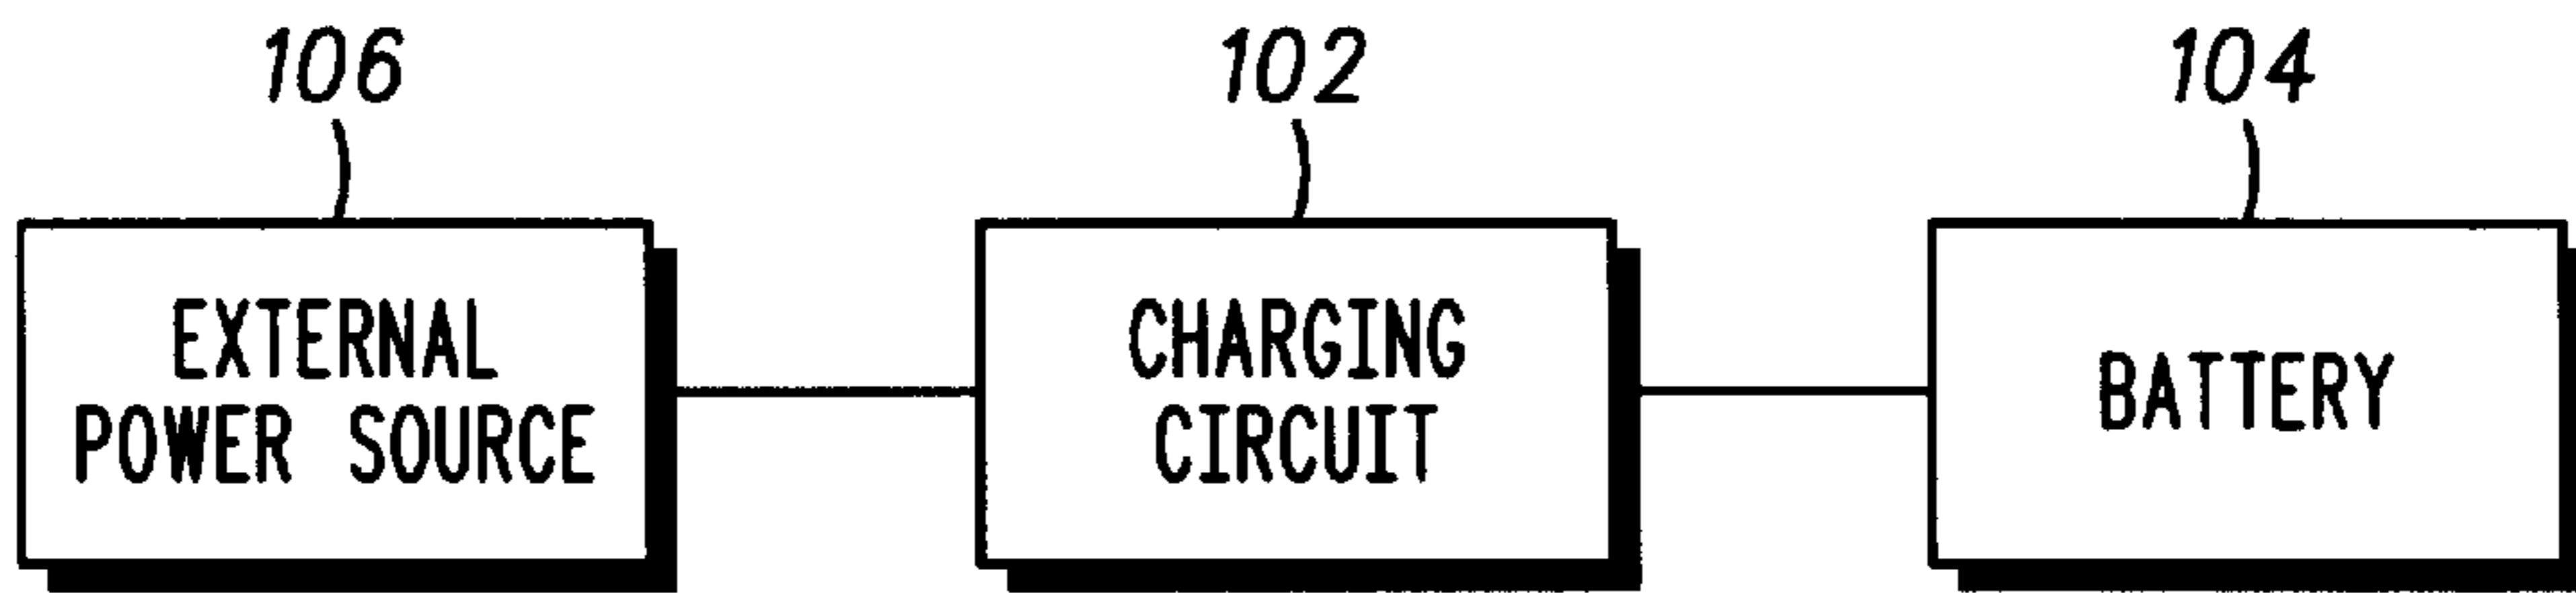 106
102
104
EXTERNAL
POWER SOURCE
CHARGING
CIRCUIT
BATTERY